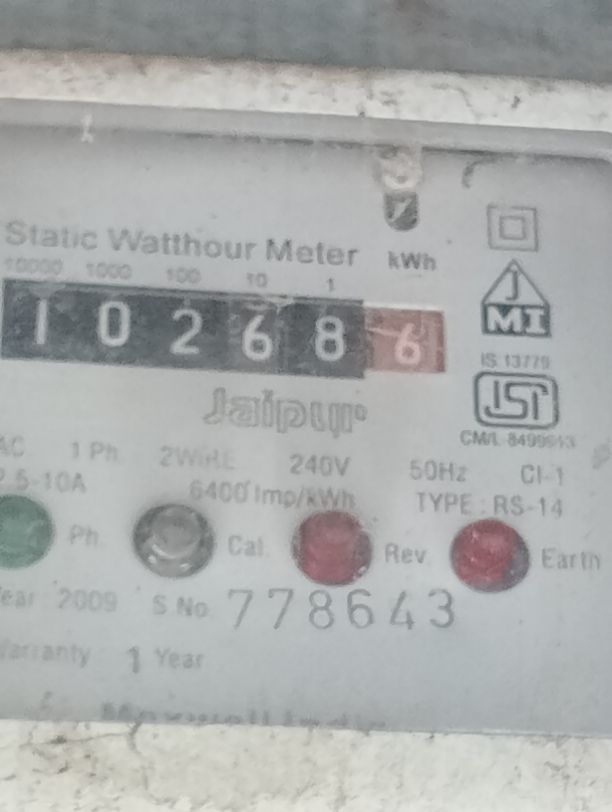 Static Watthour Meter kWh
10000 1000 100 10 1
1 0 2 6 8 6
J
MI
IS 13779
Jaipur
ISI
CM/L
AC 1 Ph 2WIRE 240V 50Hz Cl-1
2.5-10A 6400 Imp/kWh TYPE : RS-14
Ph. Cal. Rev. Earth
Year 2009 S No. 778643
Warranty 1 Year